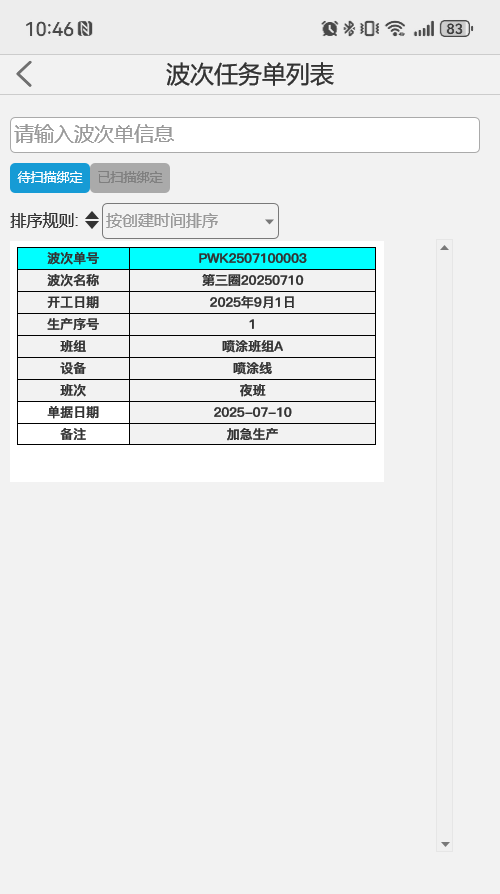 10:46 83
波次任务单列表
请输入波次单信息
待扫描绑定 已扫描绑定
排序规则: 按创建时间排序
波次单号 PWK2507100003
波次名称 第三圈20250710
开工日期 2025年9月1日
生产序号 1
班组 喷涂班组A
设备 喷涂线
班次 夜班
单据日期 2025-07-10
备注 加急生产